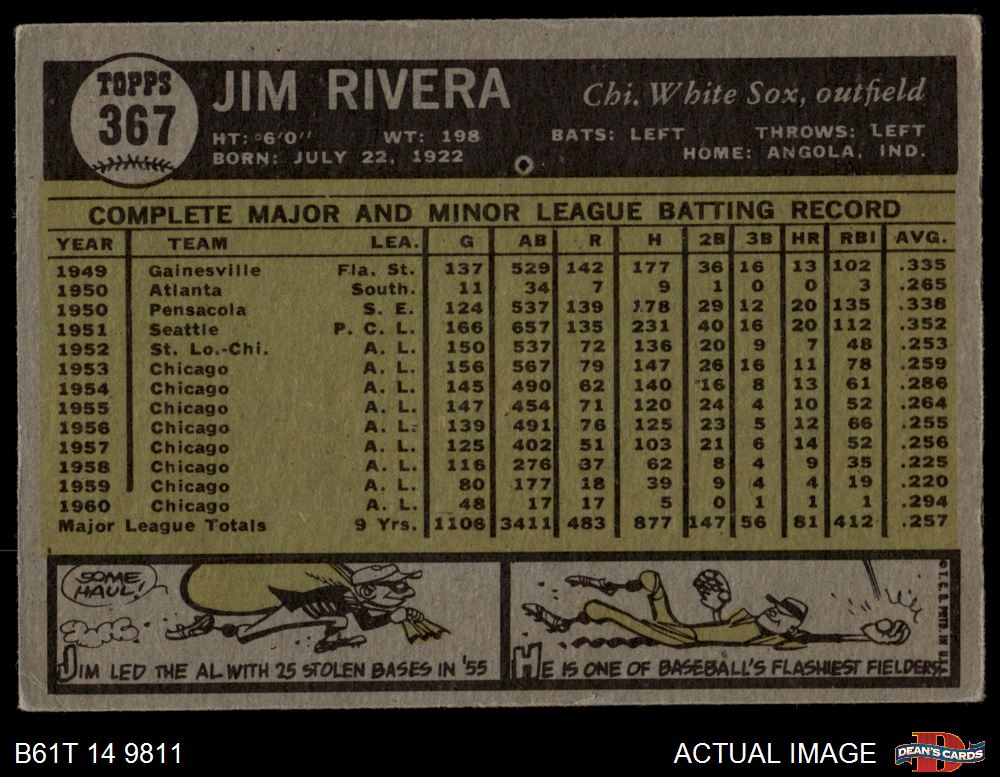 TOPPS
367
JIM RIVERA
Chi. White Sox, outfield
HT: 6'0" WT: 198 BATS: LEFT THROWS: LEFT
BORN: JULY 22, 1922 HOME: ANGOLA, IND.
COMPLETE MAJOR AND MINOR LEAGUE BATTING RECORD
YEAR TEAM LEA. G AB R H 2B 3B HR RBI AVG.
1949 Gainesville Fla. St. 137 529 142 177 36 16 13 102 .335
1950 Atlanta South. 11 34 7 9 1 0 0 3 .265
1950 Pensacola S. E. 124 537 139 178 29 12 20 135 .338
1951 Seattle P. C. L. 166 657 135 231 40 16 20 112 .352
1952 St. Lo.-Chi. A. L. 150 537 72 136 20 9 7 48 .253
1953 Chicago A. L. 156 567 79 147 26 16 11 78 .259
1954 Chicago A. L. 145 490 62 140 16 8 13 61 .286
1955 Chicago A. L. 147 454 71 120 24 4 10 52 .264
1956 Chicago A. L. 139 491 76 125 23 5 12 66 .255
1957 Chicago A. L. 125 402 51 103 21 6 14 52 .256
1958 Chicago A. L. 116 276 37 62 8 4 9 35 .225
1959 Chicago A. L. 80 177 18 39 9 4 4 19 .220
1960 Chicago A. L. 48 17 17 5 0 1 1 1 .294
Major League Totals 9 Yrs. 1106 3411 483 877 147 56 81 412 .257
SOME
HAUL!
JIM LED THE AL WITH 25 STOLEN BASES IN '55
HE IS ONE OF BASEBALL'S FLASHIEST FIELDERS.
© T. C. G. PRTD. IN U.S.A.
B61T 14 9811
ACTUAL IMAGE
DEAN'S CARDS